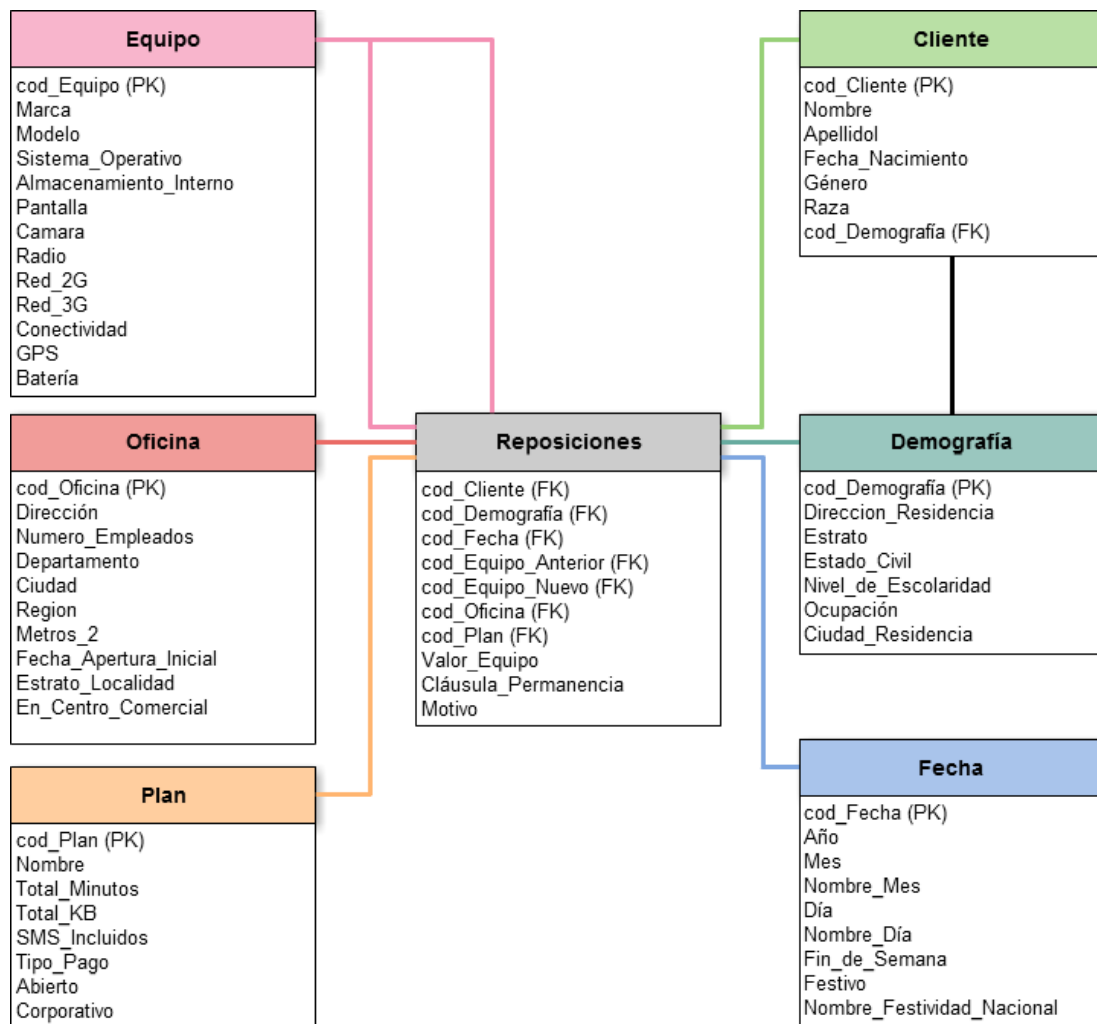 Equipo
cod_Equipo (PK)
Marca
Modelo
Sistema_Operativo
Almacenamiento_Interno
Pantalla
Camara
Radio
Red_2G
Red_3G
Conectividad
GPS
Batería
Cliente
cod_Cliente (PK)
Nombre
Apellidol
Fecha_Nacimiento
Género
Raza
cod_Demografía (FK)
Oficina
cod_Oficina (PK)
Dirección
Numero_Empleados
Departamento
Ciudad
Region
Metros_2
Fecha_Apertura_Inicial
Estrato_Localidad
En_Centro_Comercial
Reposiciones
cod_Cliente (FK)
cod_Demografía (FK)
cod_Fecha (FK)
cod_Equipo_Anterior (FK)
cod_Equipo_Nuevo (FK)
cod_Oficina (FK)
cod_Plan (FK)
Valor_Equipo
Cláusula_Permanencia
Motivo
Demografía
cod_Demografía (PK)
Direccion_Residencia
Estrato
Estado_Civil
Nivel_de_Escolaridad
Ocupación
Ciudad_Residencia
Plan
cod_Plan (PK)
Nombre
Total_Minutos
Total_KB
SMS_Incluidos
Tipo_Pago
Abierto
Corporativo
Fecha
cod_Fecha (PK)
Año
Mes
Nombre_Mes
Día
Nombre_Día
Fin_de_Semana
Festivo
Nombre_Festividad_Nacional